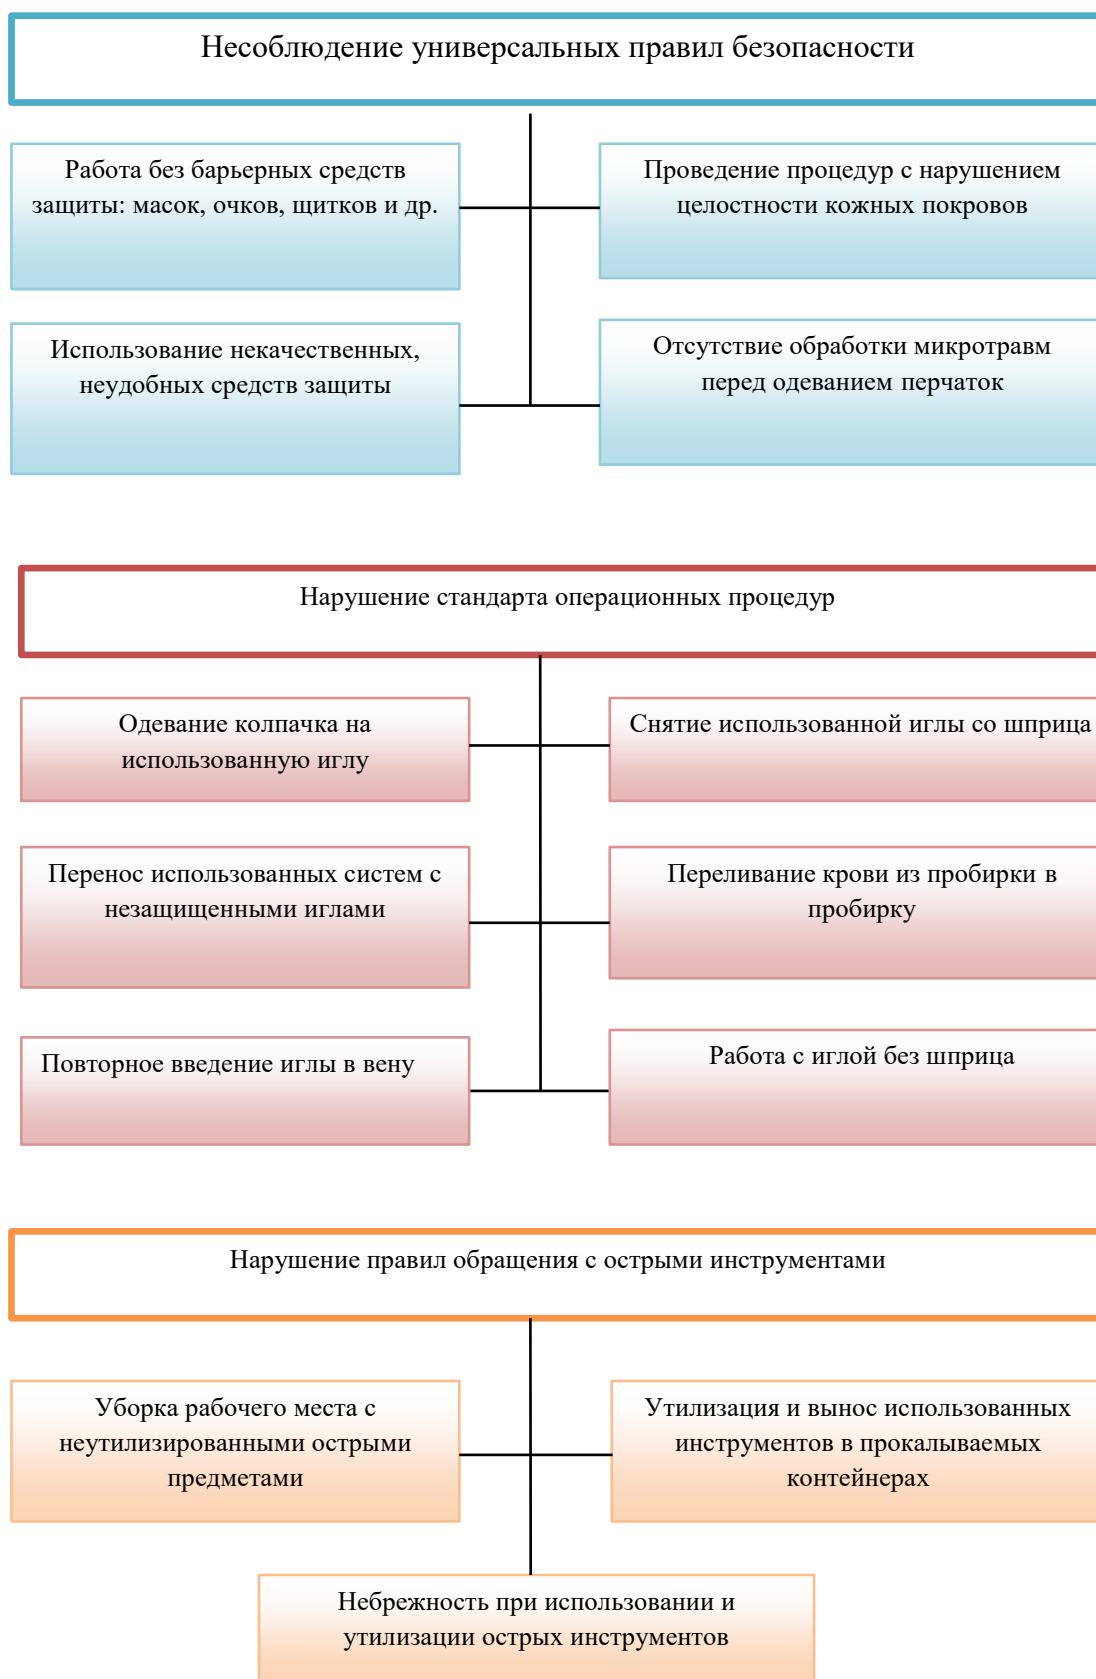 Несоблюдение универсальных правил безопасности
Работа без барьерных средств
защиты: масок, очков, щитков и др.
Проведение процедур с нарушением
целостности кожных покровов
Использование некачественных,
неудобных средств защиты
Отсутствие обработки микротравм
перед одеванием перчаток
Нарушение стандарта операционных процедур
Одевание колпачка на
использованную иглу
Снятие использованной иглы со шприца
Перенос использованных систем с
незащищенными иглами
Переливание крови из пробирки в
пробирку
Повторное введение иглы в вену
Работа с иглой без шприца
Нарушение правил обращения с острыми инструментами
Уборка рабочего места с
неутилизированными острыми
предметами
Утилизация и вынос использованных
инструментов в прокалываемых
контейнерах
Небрежность при использовании и
утилизации острых инструментов